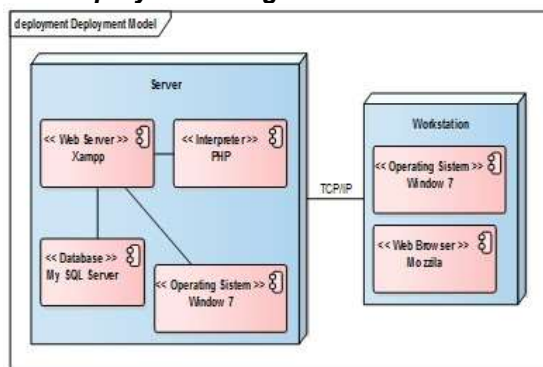 deployment Deployment Model
Server
<< Web Server >>
Xampp
<< Interpreter >>
PHP
<< Database >>
My SQL Server
<< Operating Sistem >>
Window 7
TCP/IP
Workstation
<< Operating Sistem >>
Window 7
<< Web Browser >>
Mozzila